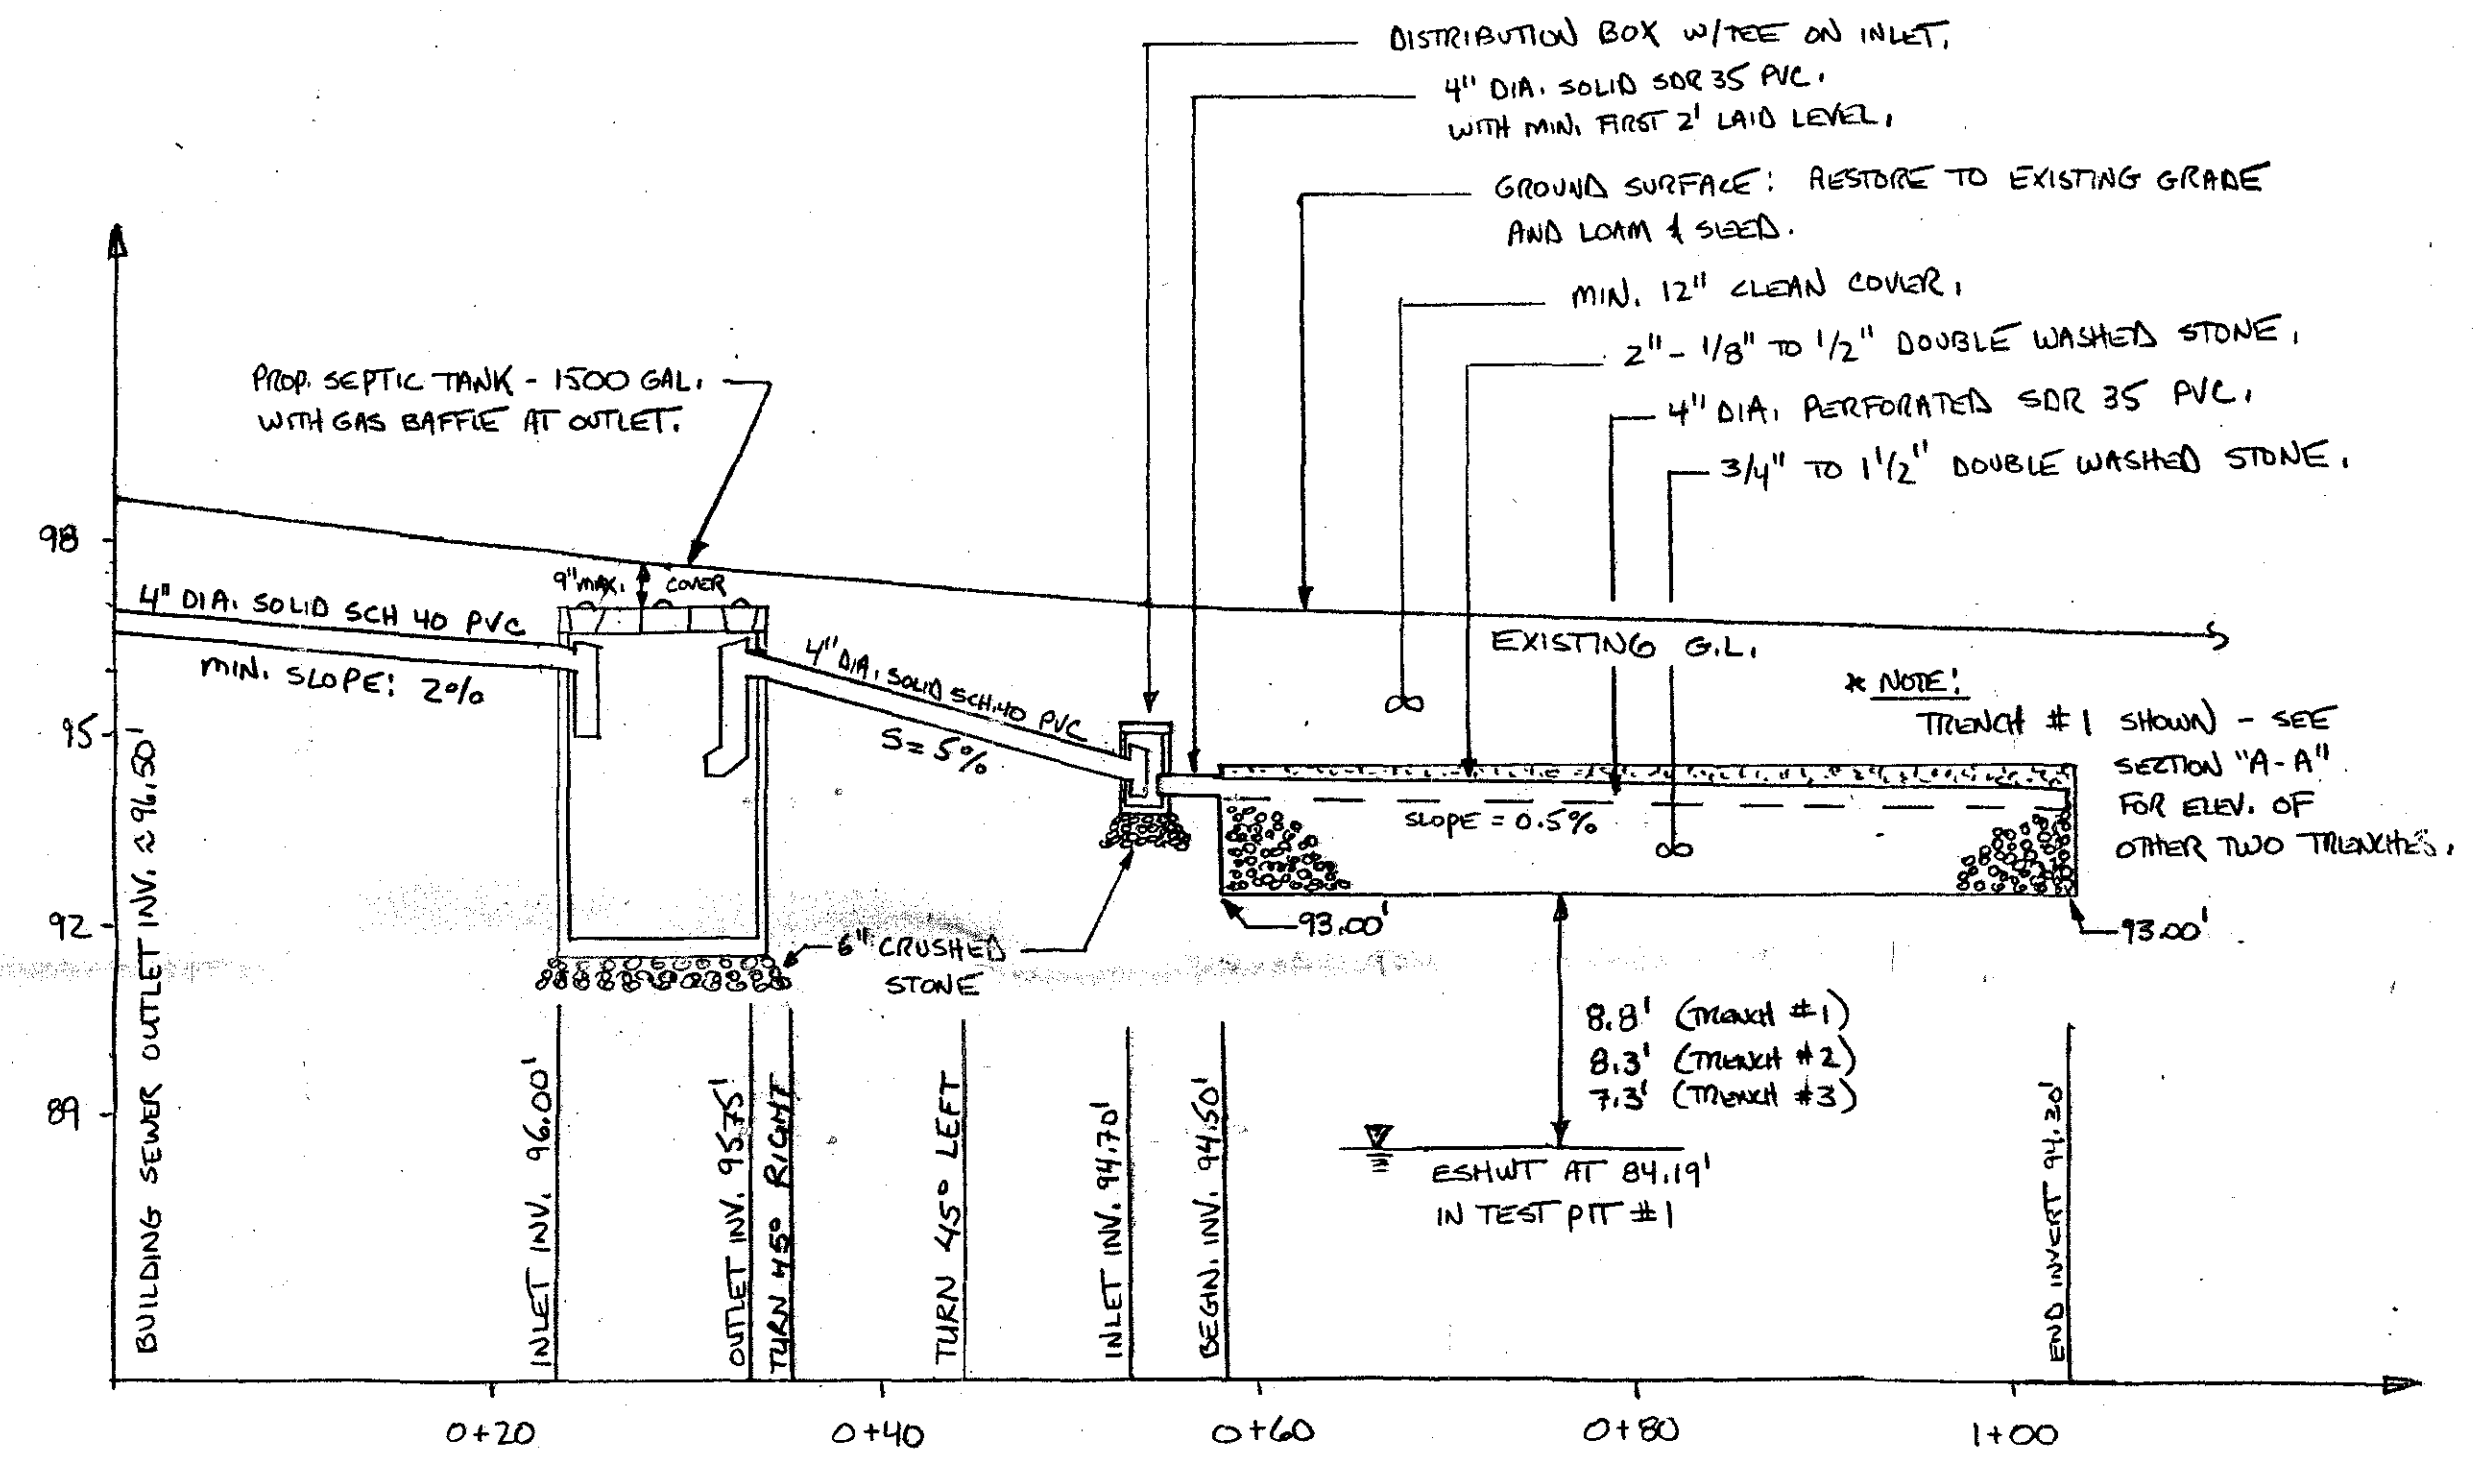 DISTRIBUTION BOX W/TEE ON INLET.
4" DIA. SOLID SDR 35 PVC.
WITH MIN. FIRST 2' LAID LEVEL.
GROUND SURFACE: RESTORE TO EXISTING GRADE
AND LOAM & SEED.
MIN. 12" CLEAN COVER.
2" - 1/8" TO 1/2" DOUBLE WASHED STONE.
4" DIA. PERFORATED SDR 35 PVC.
3/4" TO 1 1/2" DOUBLE WASHED STONE.
PROP. SEPTIC TANK - 1500 GAL.
WITH GAS BAFFLE AT OUTLET.
98
95
92
89
9" MAX. COVER
4" DIA. SOLID SCH 40 PVC
MIN. SLOPE: 2%
4" DIA. SOLID SCH. 40 PVC
S = 5%
EXISTING G.L.
* NOTE:
TRENCH #1 SHOWN - SEE
SECTION "A-A"
FOR ELEV. OF
OTHER TWO TRENCHES.
SLOPE = 0.5%
93.00'
93.00'
6" CRUSHED
STONE
8.8' (TRENCH #1)
8.3' (TRENCH #2)
7.3' (TRENCH #3)
ESHWT AT 84.19'
IN TEST PIT #1
BUILDING SEWER OUTLET INV. ≈ 96.50'
INLET INV. 96.00'
OUTLET INV. 95.75'
TURN 45° RIGHT
TURN 45° LEFT
INLET INV. 94.70'
BEGIN. INV. 94.50'
END INVERT 94.20'
0+20
0+40
0+60
0+80
1+00